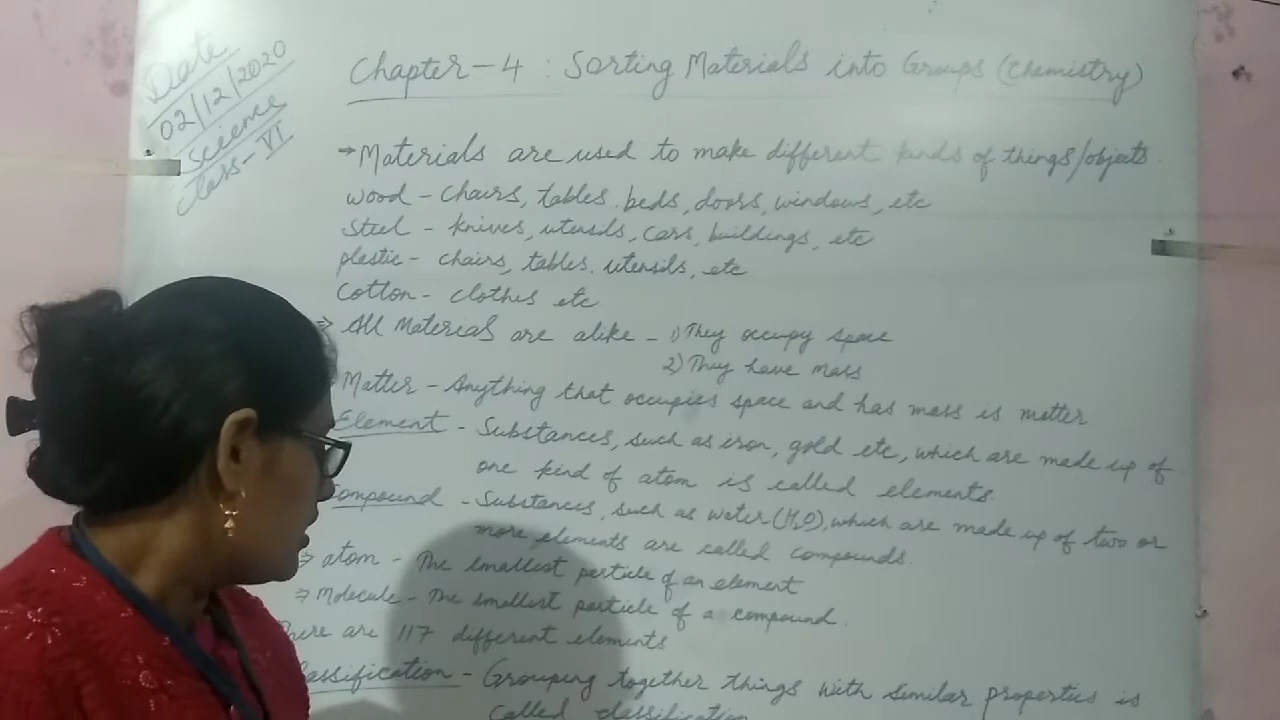 Date
02/12/2020
Science
Class-VI
Chapter-4 : Sorting Materials into Groups (Chemistry)
→Materials are used to make different kinds of things/objects.
wood - chairs, tables, beds, doors, windows, etc
Steel - knives, utensils, cars, buildings, etc
plastic - chairs, tables, utensils, etc
Cotton - clothes etc
⇒ All Materials are alike - 1) They occupy space
2) They have mass
Matter - Anything that occupies space and has mass is matter
Element - Substances, such as iron, gold etc, which are made up of
one kind of atom is called elements.
Compound - Substances, such as water (H2O), which are made up of two or
more elements are called compounds.
⇒ atom - The smallest particle of an element
⇒ Molecule - The smallest particle of a compound.
There are 117 different elements
assification - Grouping together things with similar properties is
called classification